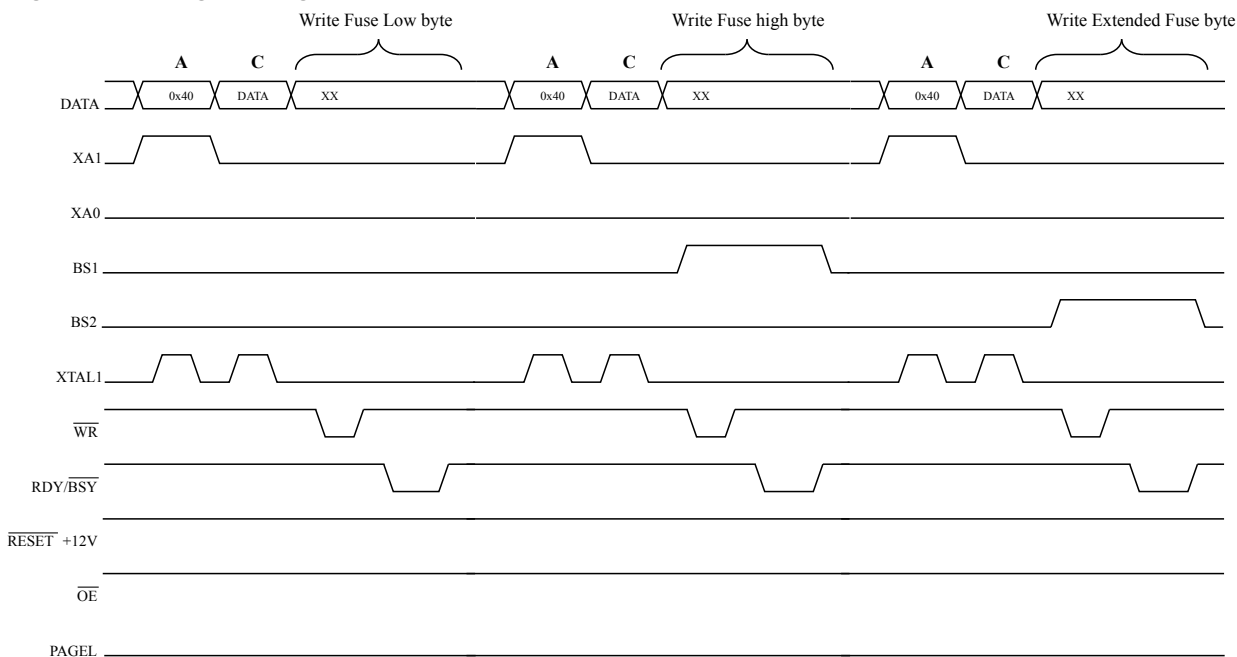 Write Fuse Low byte Write Fuse high byte Write Extended Fuse byte
A C A C A C
DATA 0x40 DATA XX 0x40 DATA XX 0x40 DATA XX
XA1
XA0
BS1
BS2
XTAL1
WR
RDY/BSY
RESET +12V
OE
PAGEL